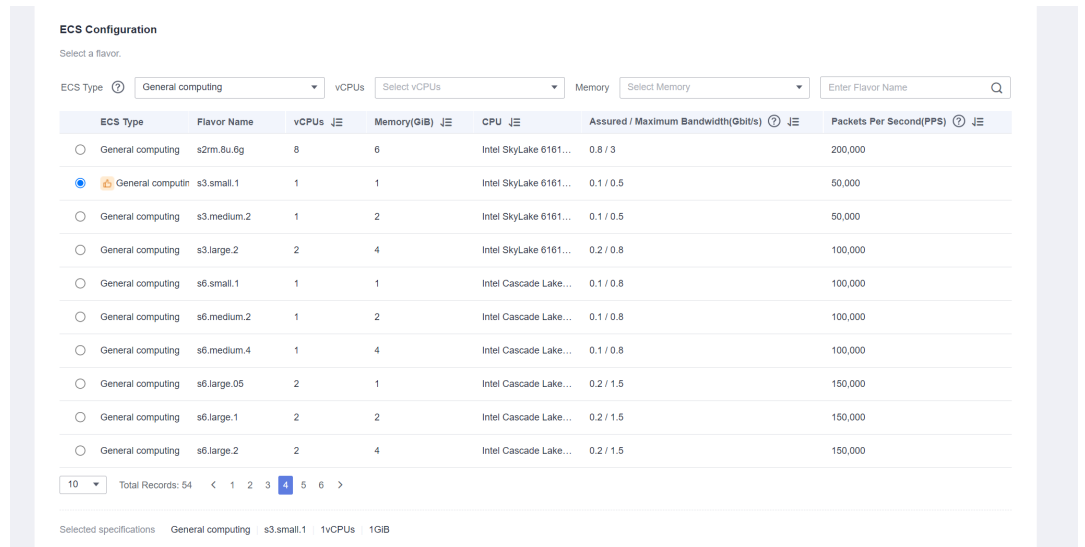 ECS Configuration
Select a flavor.
ECS Type ? General computing vCPUs Select vCPUs Memory Select Memory Enter Flavor Name
ECS Type Flavor Name vCPUs Memory(GiB) CPU Assured / Maximum Bandwidth(Gbit/s) ? Packets Per Second(PPS) ?
General computing s2rm.8u.6g 8 6 Intel SkyLake 6161... 0.8 / 3 200,000
General computin s3.small.1 1 1 Intel SkyLake 6161... 0.1 / 0.5 50,000
General computing s3.medium.2 1 2 Intel SkyLake 6161... 0.1 / 0.5 50,000
General computing s3.large.2 2 4 Intel SkyLake 6161... 0.2 / 0.8 100,000
General computing s6.small.1 1 1 Intel Cascade Lake... 0.1 / 0.8 100,000
General computing s6.medium.2 1 2 Intel Cascade Lake... 0.1 / 0.8 100,000
General computing s6.medium.4 1 4 Intel Cascade Lake... 0.1 / 0.8 100,000
General computing s6.large.05 2 1 Intel Cascade Lake... 0.2 / 1.5 150,000
General computing s6.large.1 2 2 Intel Cascade Lake... 0.2 / 1.5 150,000
General computing s6.large.2 2 4 Intel Cascade Lake... 0.2 / 1.5 150,000
10 Total Records: 54 < 1 2 3 4 5 6 >
Selected specifications General computing s3.small.1 1vCPUs 1GiB